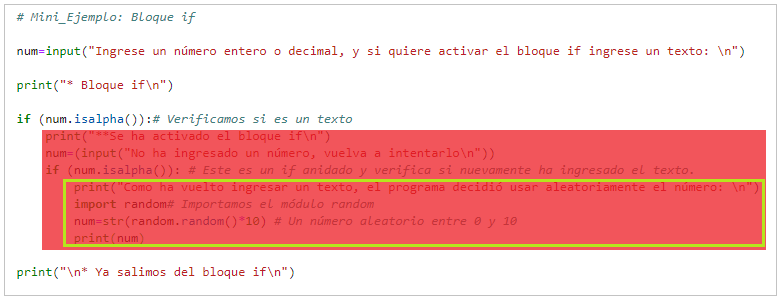 # Mini_Ejemplo: Bloque if
num=input("Ingrese un número entero o decimal, y si quiere activar el bloque if ingrese un texto: \n")
print("* Bloque if\n")
if (num.isalpha()):# Verificamos si es un texto
print("**Se ha activado el bloque if\n")
num=(input("No ha ingresado un número, vuelva a intentarlo\n"))
if (num.isalpha()): # Este es un if anidado y verifica si nuevamente ha ingresado el texto.
print("Como ha vuelto ingresar un texto, el programa decidió usar aleatoriamente el número: \n")
import random# Importamos el módulo random
num=str(random.random()*10) # Un número aleatorio entre 0 y 10
print(num)
print("\n* Ya salimos del bloque if\n")